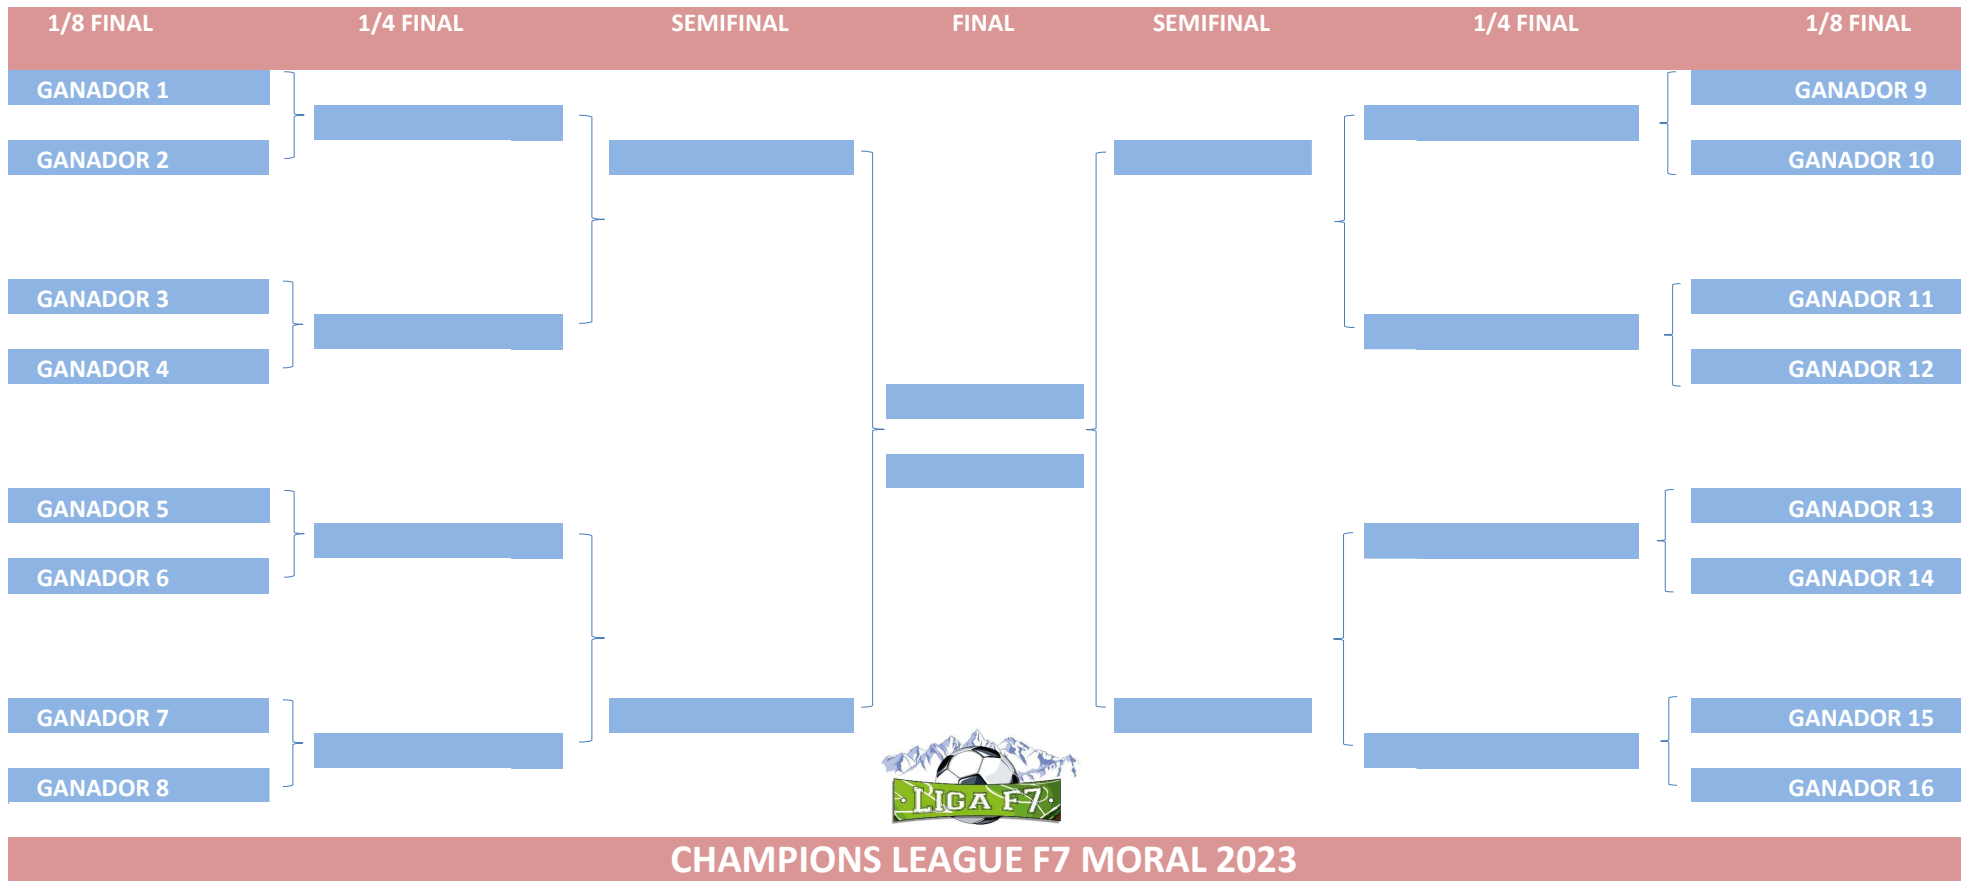 1/8 FINAL 1/4 FINAL SEMIFINAL FINAL SEMIFINAL 1/4 FINAL 1/8 FINAL
GANADOR 1 GANADOR 9
GANADOR 2 GANADOR 10
GANADOR 3 GANADOR 11
GANADOR 4 GANADOR 12
GANADOR 5 GANADOR 13
GANADOR 6 GANADOR 14
GANADOR 7 GANADOR 15
GANADOR 8 GANADOR 16
LIGA F7
CHAMPIONS LEAGUE F7 MORAL 2023